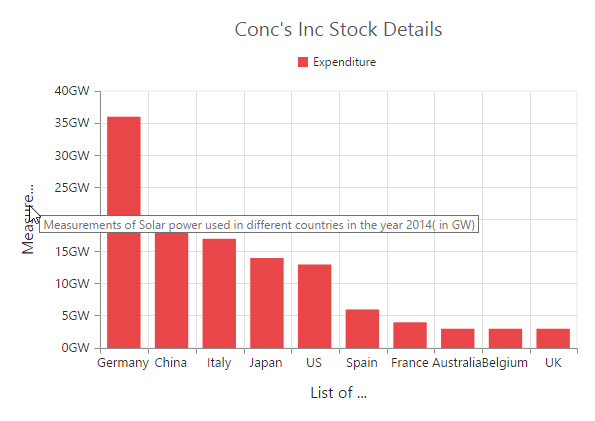 Conc's Inc Stock Details
Expenditure
40GW
35GW
30GW
25GW
Measure...
Measurements of Solar power used in different countries in the year 2014( in GW)
15GW
10GW
5GW
0GW
Germany China Italy Japan US Spain France Australia Belgium UK
List of ...